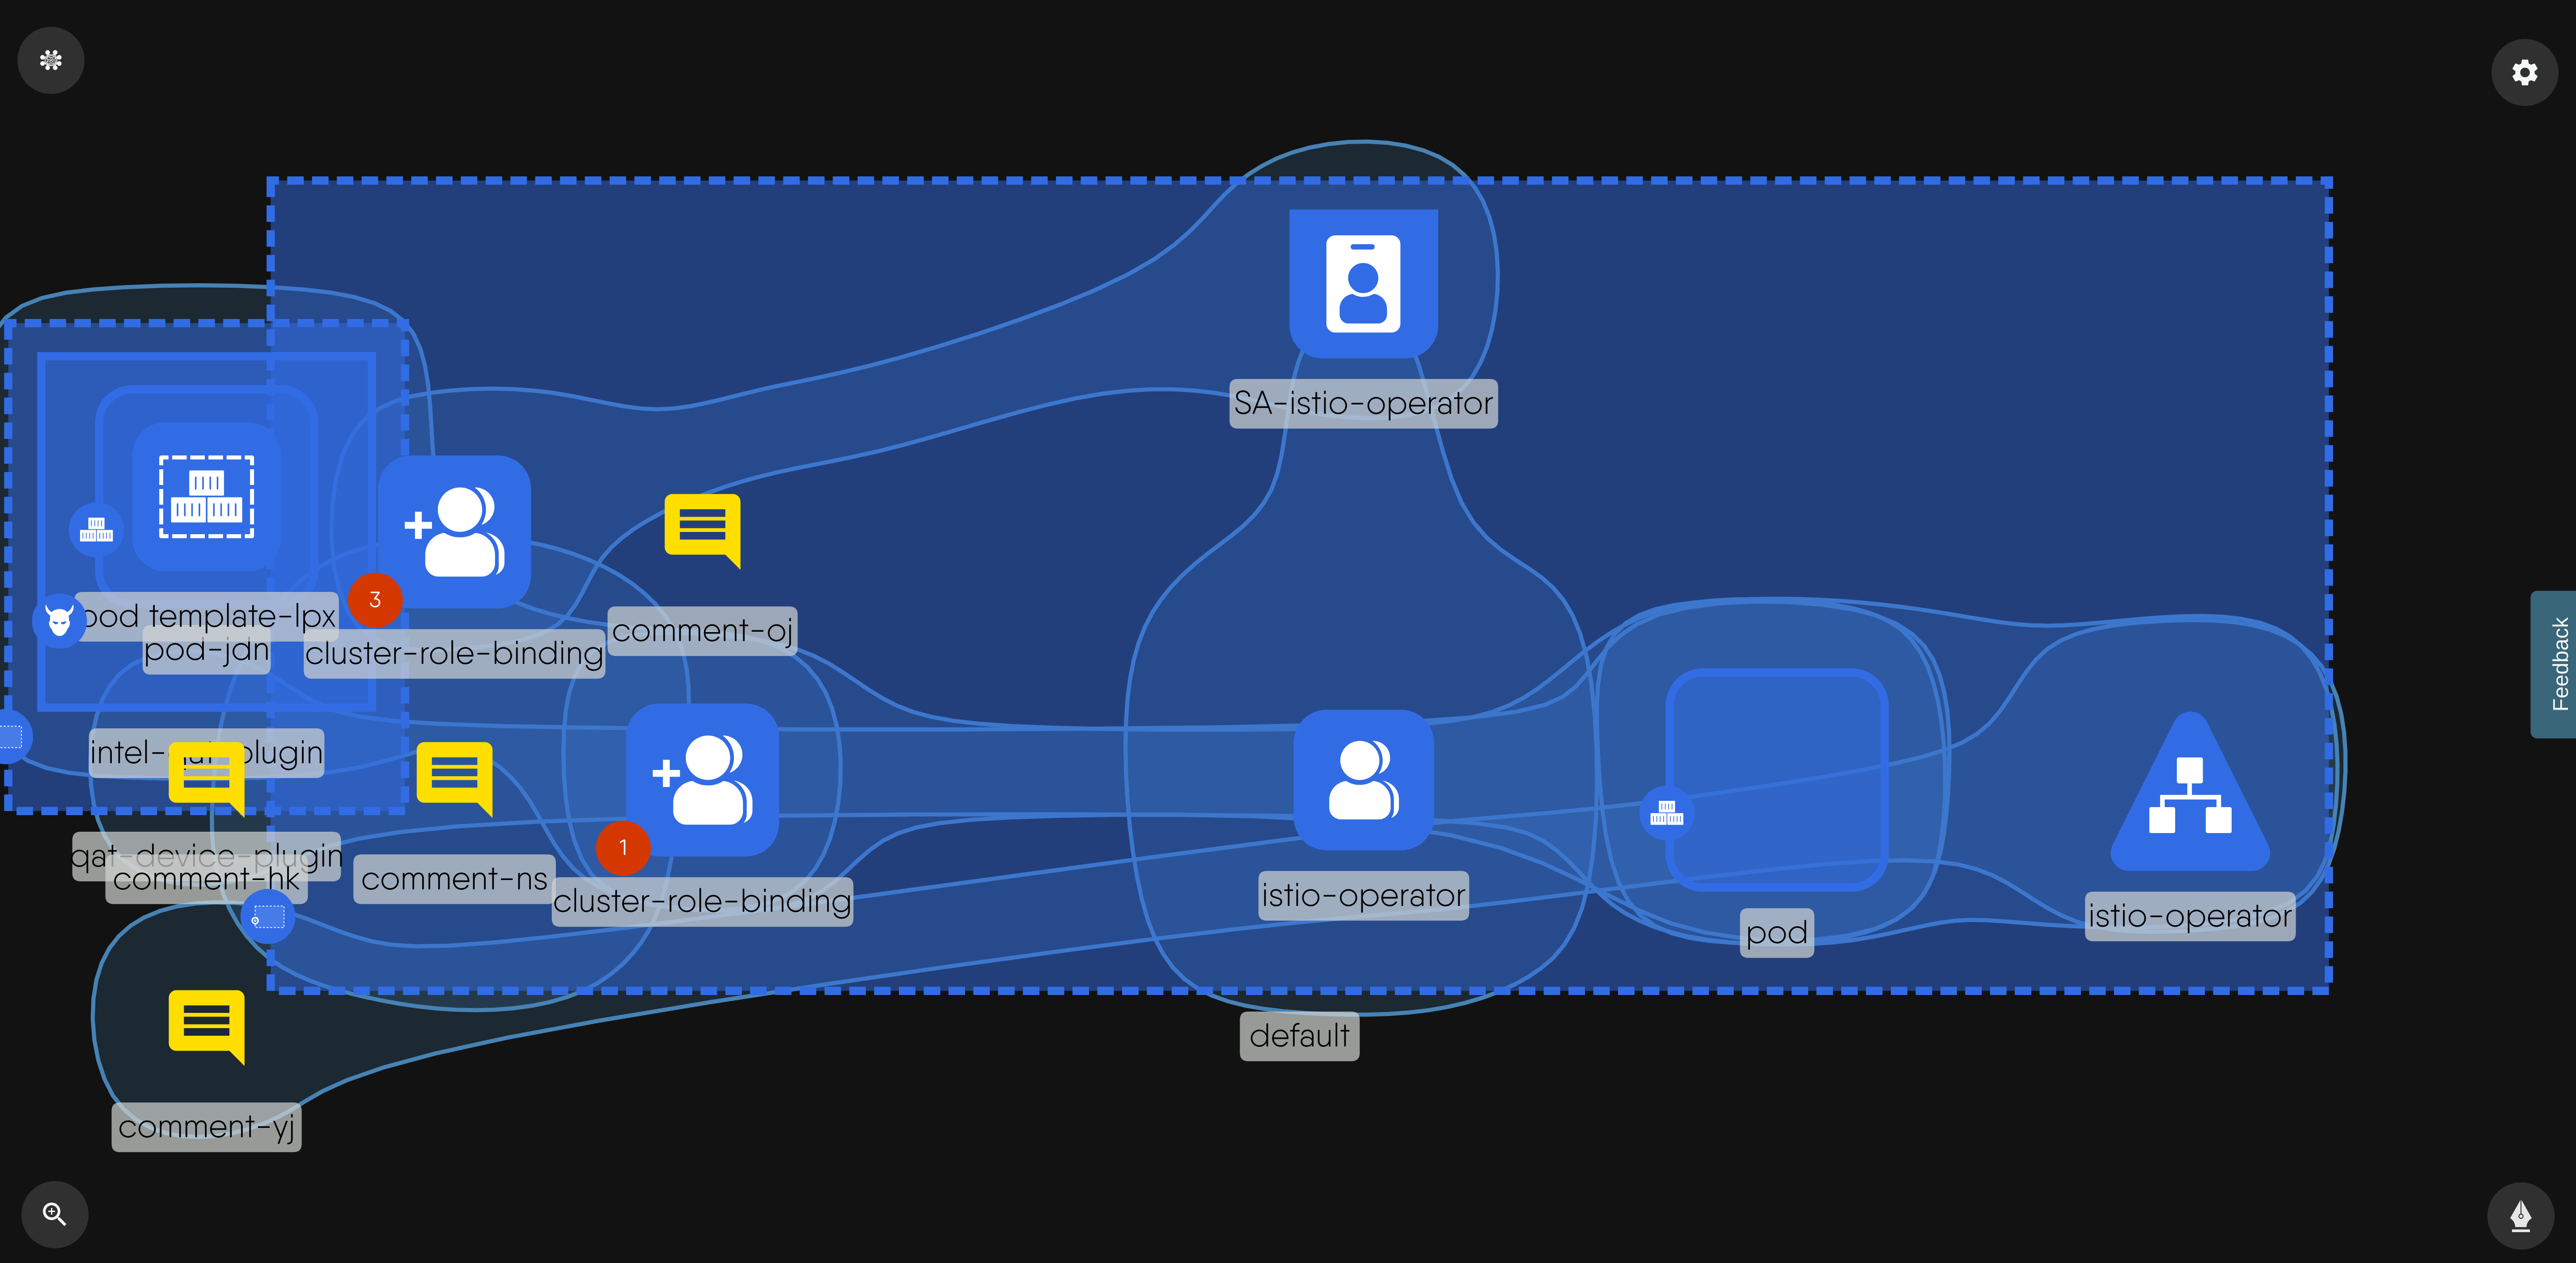 SA-istio-operator
3
pod template-lpx
pod-jdn
cluster-role-binding
comment-oj
Feedback
intel-qat-plugin
qat-device-plugin
comment-hk
comment-ns
1
cluster-role-binding
istio-operator
pod
istio-operator
default
comment-yj